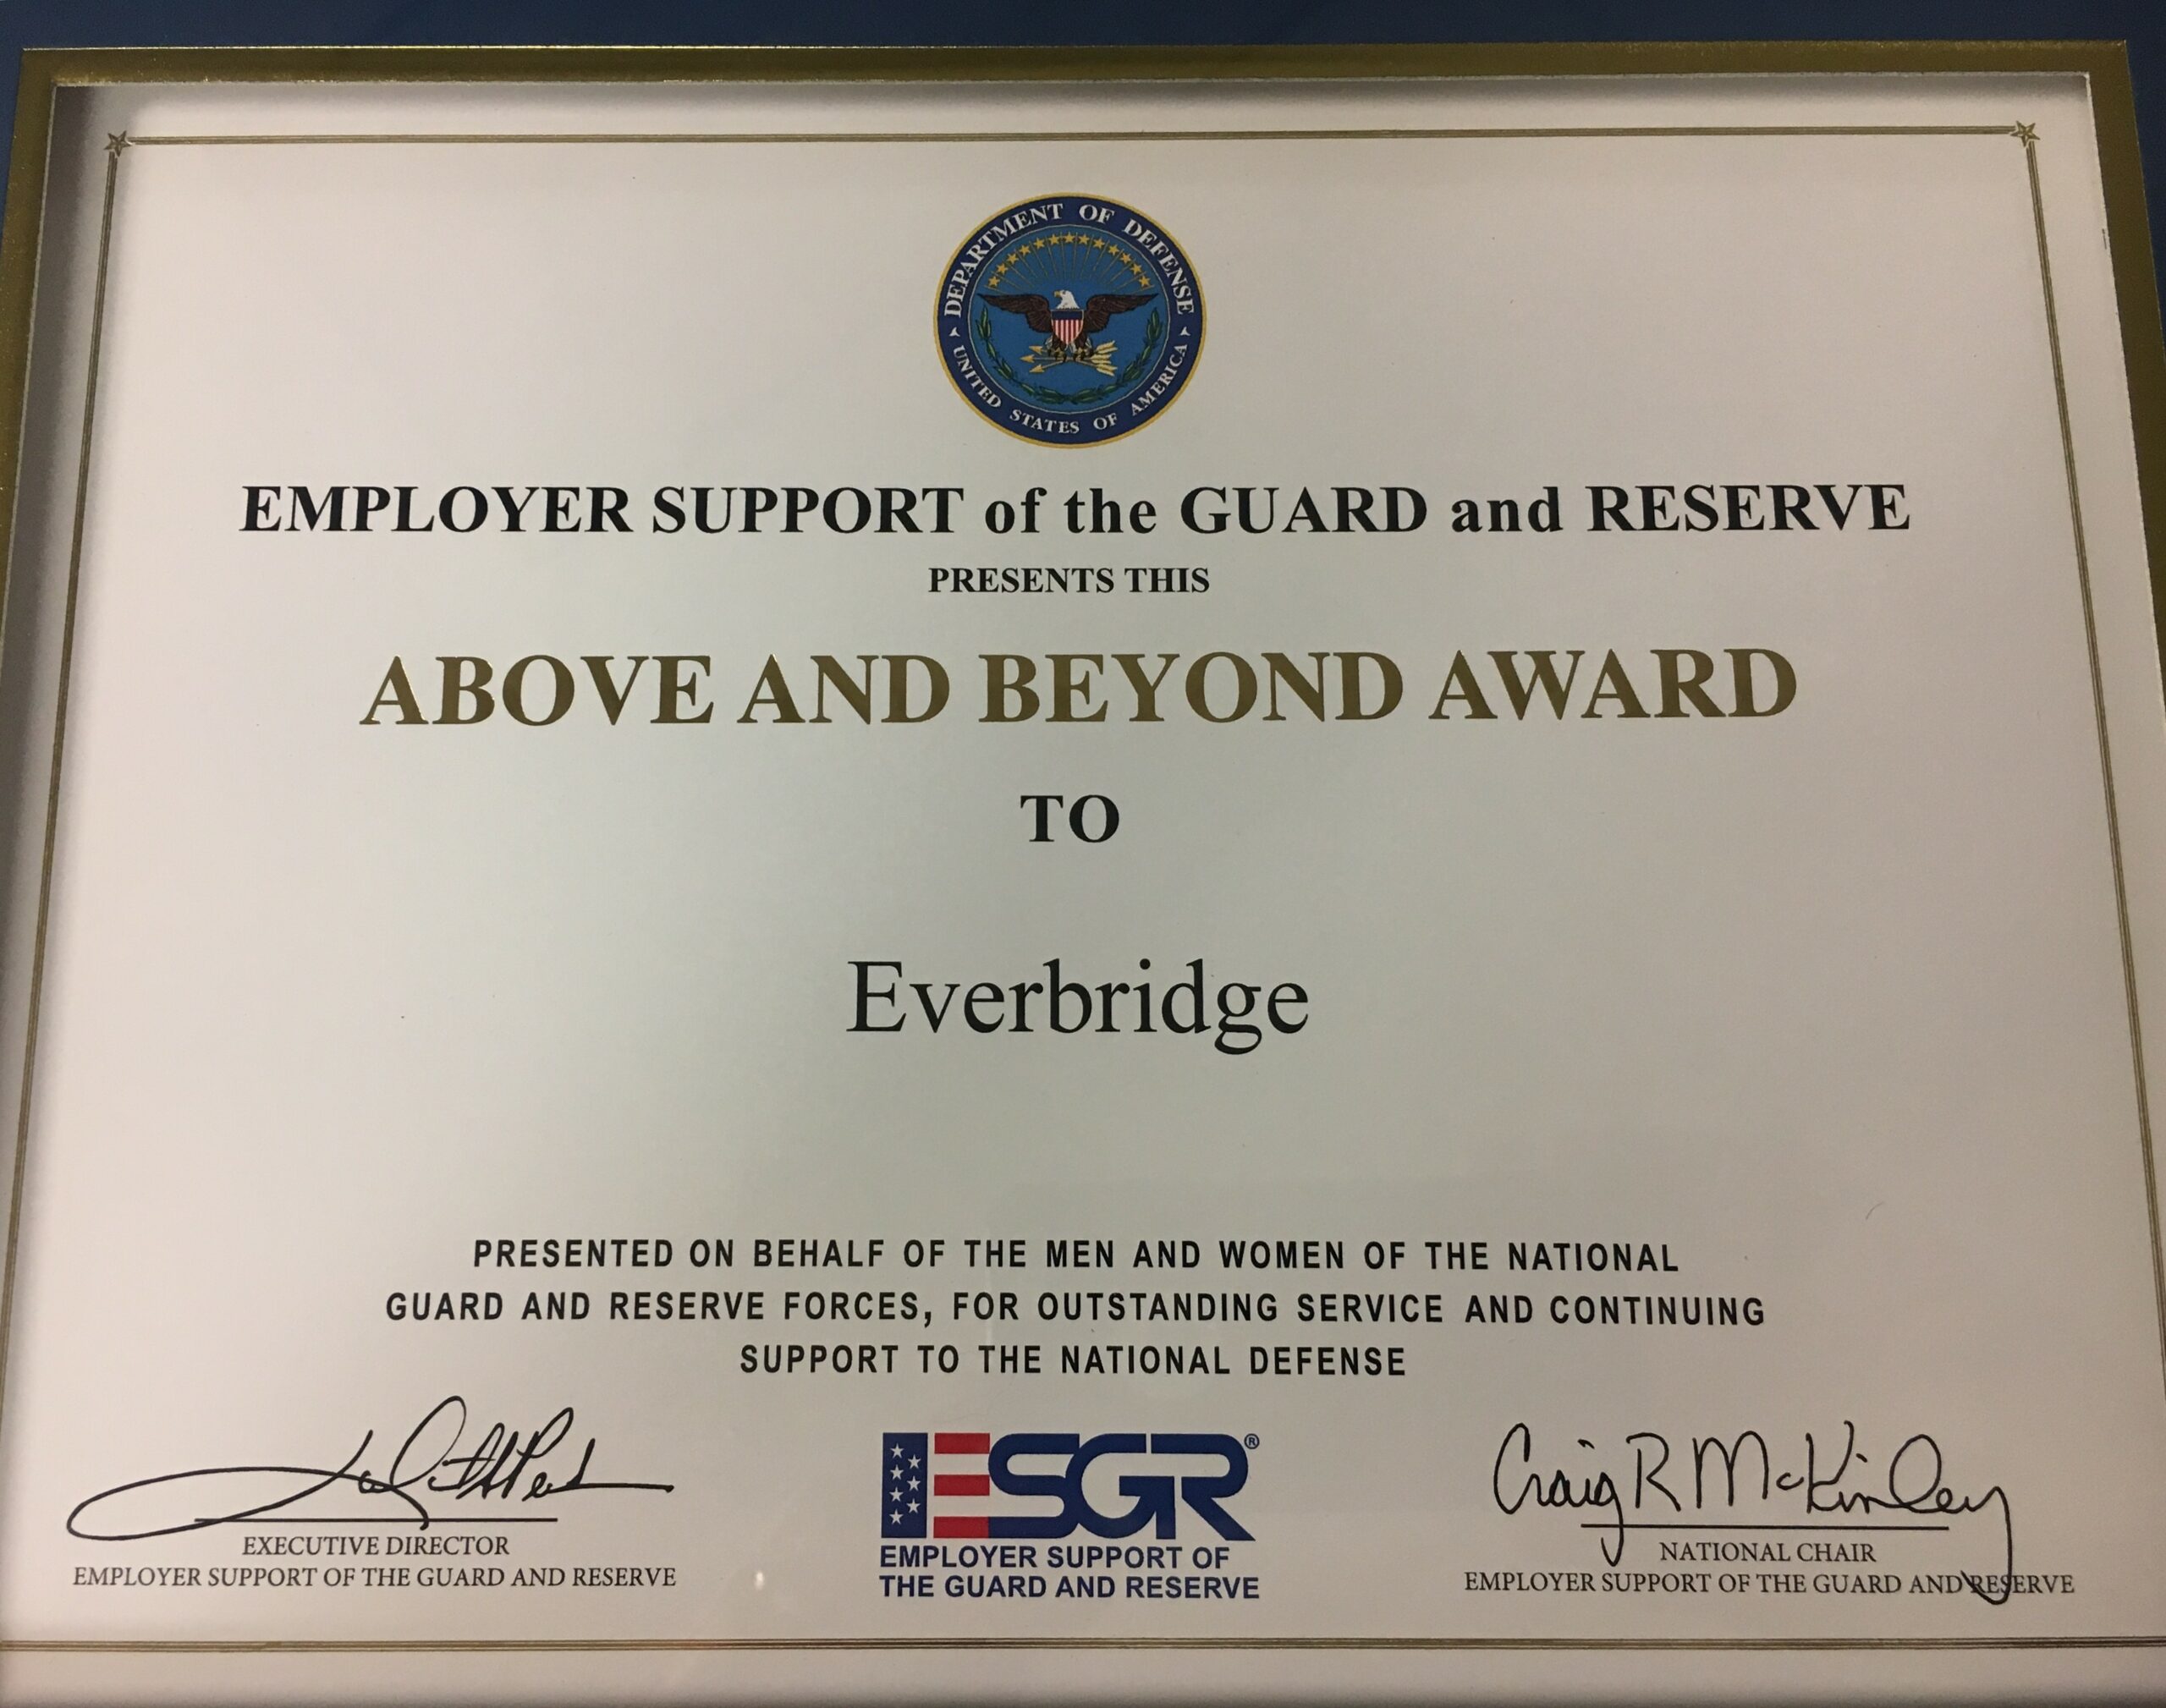 DEPARTMENT OF DEFENSE
UNITED STATES OF AMERICA
EMPLOYER SUPPORT of the GUARD and RESERVE
PRESENTS THIS
ABOVE AND BEYOND AWARD
TO
Everbridge
PRESENTED ON BEHALF OF THE MEN AND WOMEN OF THE NATIONAL
GUARD AND RESERVE FORCES, FOR OUTSTANDING SERVICE AND CONTINUING
SUPPORT TO THE NATIONAL DEFENSE
EXECUTIVE DIRECTOR
EMPLOYER SUPPORT OF THE GUARD AND RESERVE
ESGR®
EMPLOYER SUPPORT OF
THE GUARD AND RESERVE
Craig R McKinley
NATIONAL CHAIR
EMPLOYER SUPPORT OF THE GUARD AND RESERVE